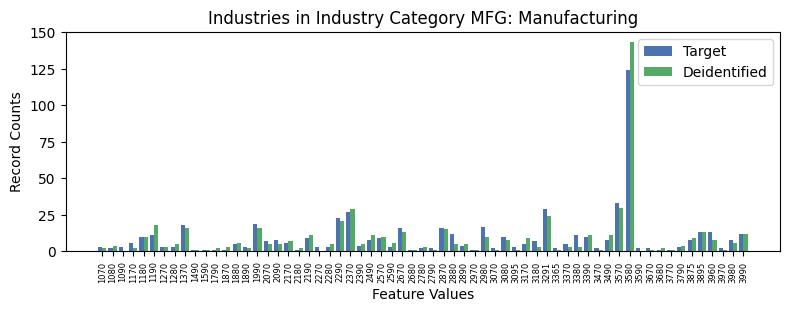 Industries in Industry Category MFG: Manufacturing
150
125
100
75
50
25
0
Record Counts
Target
Deidentified
1070 1080 1090 1170 1180 1190 1270 1280 1370 1490 1590 1790 1870 1880 1890 1990 2070 2090 2170 2180 2190 2270 2280 2290 2370 2390 2490 2570 2590 2670 2680 2780 2790 2870 2880 2890 2970 2980 3070 3080 3095 3170 3180 3291 3365 3370 3380 3390 3470 3490 3570 3580 3590 3670 3680 3770 3790 3875 3895 3960 3970 3980 3990
Feature Values